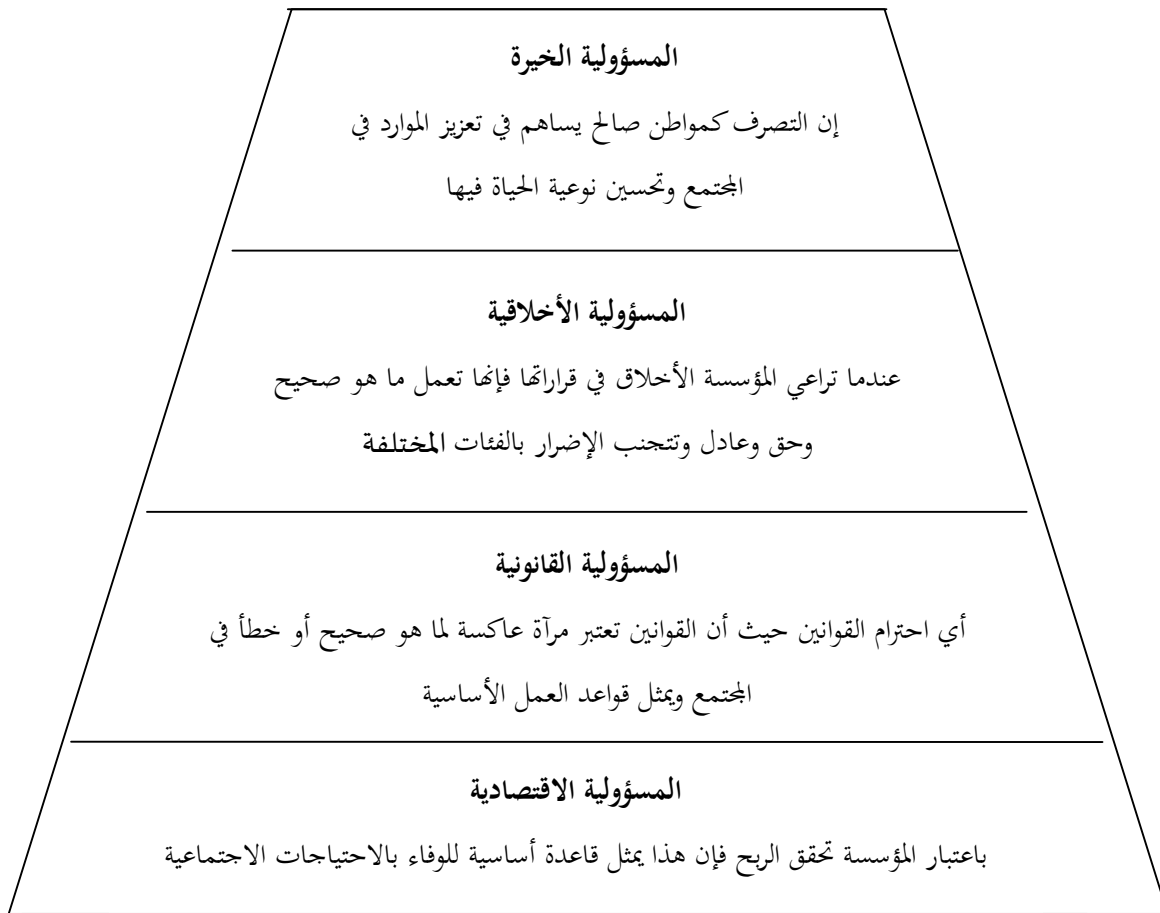 المسؤولية الخيرة
إن التصرف كمواطن صالح يساهم في تعزيز الموارد في
المجتمع وتحسين نوعية الحياة فيها
المسؤولية الأخلاقية
عندما تراعي المؤسسة الأخلاق في قراراتها فإنها تعمل ما هو صحيح
وحق وعادل وتتجنب الإضرار بالفئات المختلفة
المسؤولية القانونية
أي احترام القوانين حيث أن القوانين تعتبر مرآة عاكسة لما هو صحيح أو خطأ في
المجتمع ويمثل قواعد العمل الأساسية
المسؤولية الاقتصادية
باعتبار المؤسسة تحقق الربح فإن هذا يمثل قاعدة أساسية للوفاء بالاحتياجات الاجتماعية